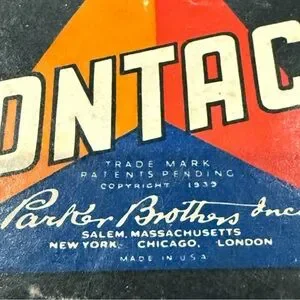 ONTAC
TRADE MARK
PATENTS PENDING
COPYRIGHT 1939
Parker Brothers Inc
SALEM, MASSACHUSETTS
NEW YORK, CHICAGO, LONDON
MADE IN U.S.A.